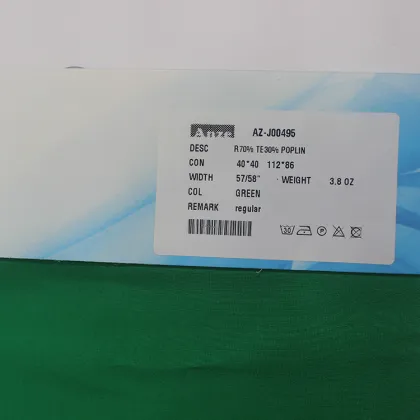 Anze AZ-J00495
DESC R70% TE30% POPLIN
CON 40*40 112*86
WIDTH 57/58" · WEIGHT 3.8 OZ
COL GREEN
REMARK regular